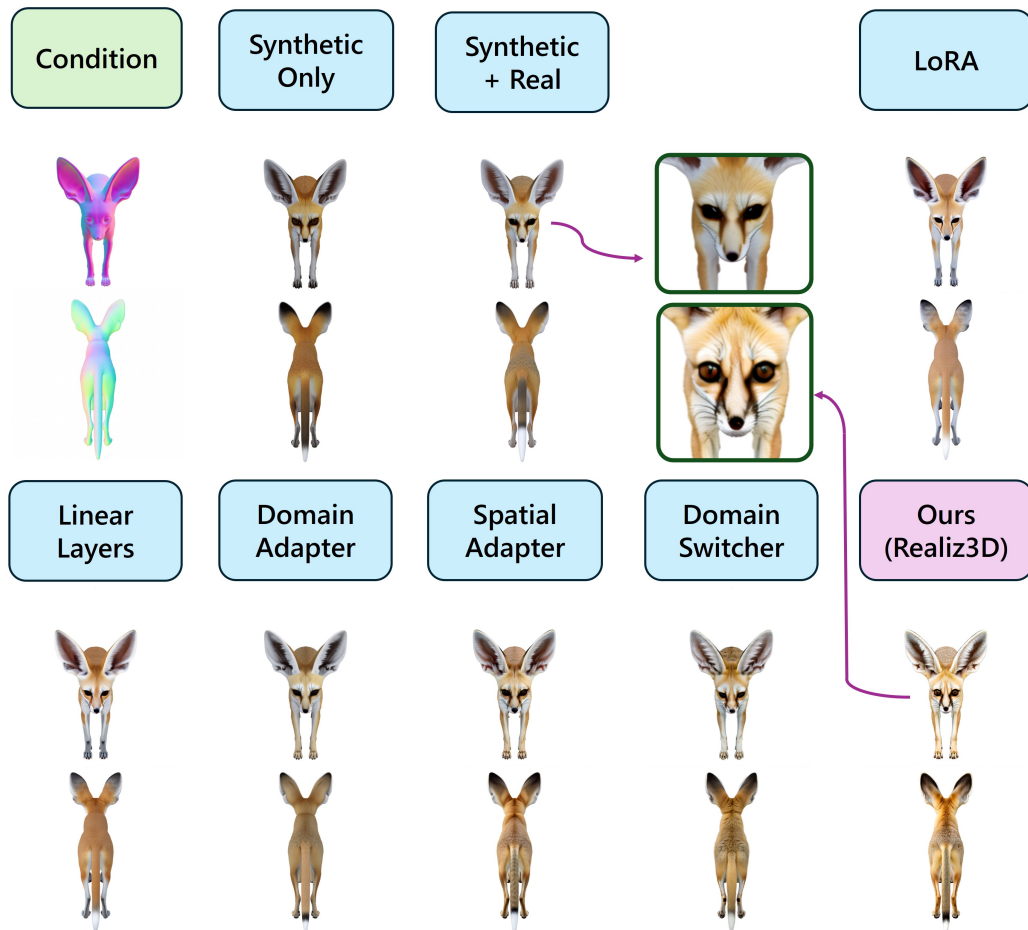 Condition
Synthetic
Only
Synthetic
+ Real
LoRA
Linear
Layers
Domain
Adapter
Spatial
Adapter
Domain
Switcher
Ours
(Realiz3D)